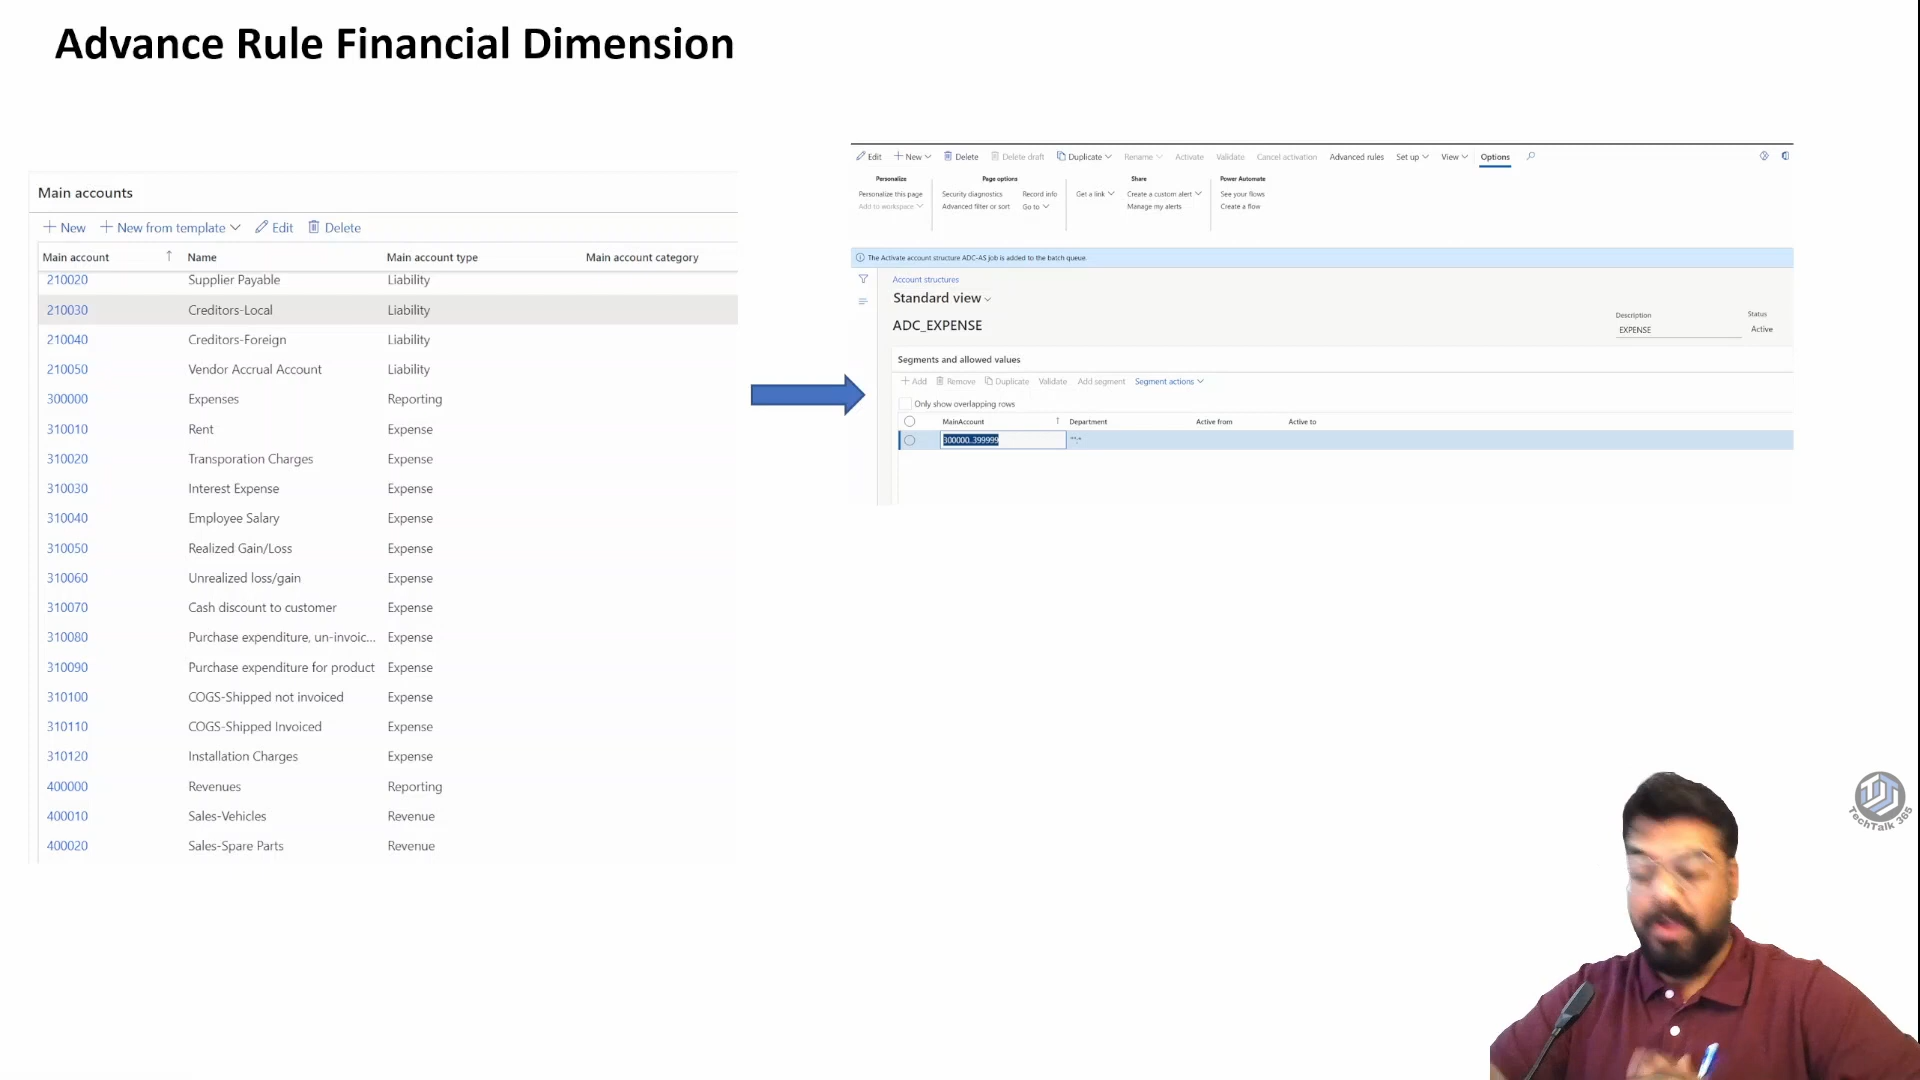 Advance Rule Financial Dimension
Main accounts
New New from template Edit Delete
Main account Name Main account type Main account category
210020 Supplier Payable Liability
210030 Creditors-Local Liability
210040 Creditors-Foreign Liability
210050 Vendor Accrual Account Liability
300000 Expenses Reporting
310010 Rent Expense
310020 Transporation Charges Expense
310030 Interest Expense Expense
310040 Employee Salary Expense
310050 Realized Gain/Loss Expense
310060 Unrealized loss/gain Expense
310070 Cash discount to customer Expense
310080 Purchase expenditure, un-invoic... Expense
310090 Purchase expenditure for product Expense
310100 COGS-Shipped not invoiced Expense
310110 COGS-Shipped Invoiced Expense
310120 Installation Charges Expense
400000 Revenues Reporting
400010 Sales-Vehicles Revenue
400020 Sales-Spare Parts Revenue
Edit New Delete Delete draft Duplicate Rename Activate Validate Cancel activation Advanced rules Set up View Options
Personalize Page options Share Power Automate
Personalize this page Security diagnostics Record info Get a link Create a custom alert See your flows
Add to workspace Advanced filter or sort Go to Manage my alerts Create a flow
The Activate account structure ADC-AS job is added to the batch queue.
Account structures
Standard view
ADC_EXPENSE
Description Status
EXPENSE Active
Segments and allowed values
Add Remove Duplicate Validate Add segment Segment actions
Only show overlapping rows
MainAccount Department Active from Active to
300000..399999
TechTalk 365